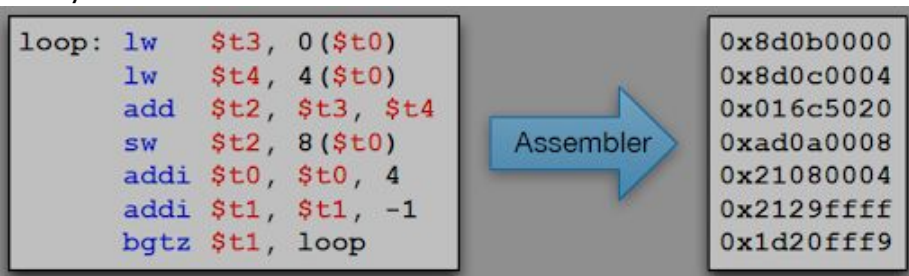 loop: lw $t3, 0($t0)
lw $t4, 4($t0)
add $t2, $t3, $t4
sw $t2, 8($t0)
addi $t0, $t0, 4
addi $t1, $t1, -1
bgtz $t1, loop
Assembler
0x8d0b0000
0x8d0c0004
0x016c5020
0xad0a0008
0x21080004
0x2129ffff
0x1d20fff9